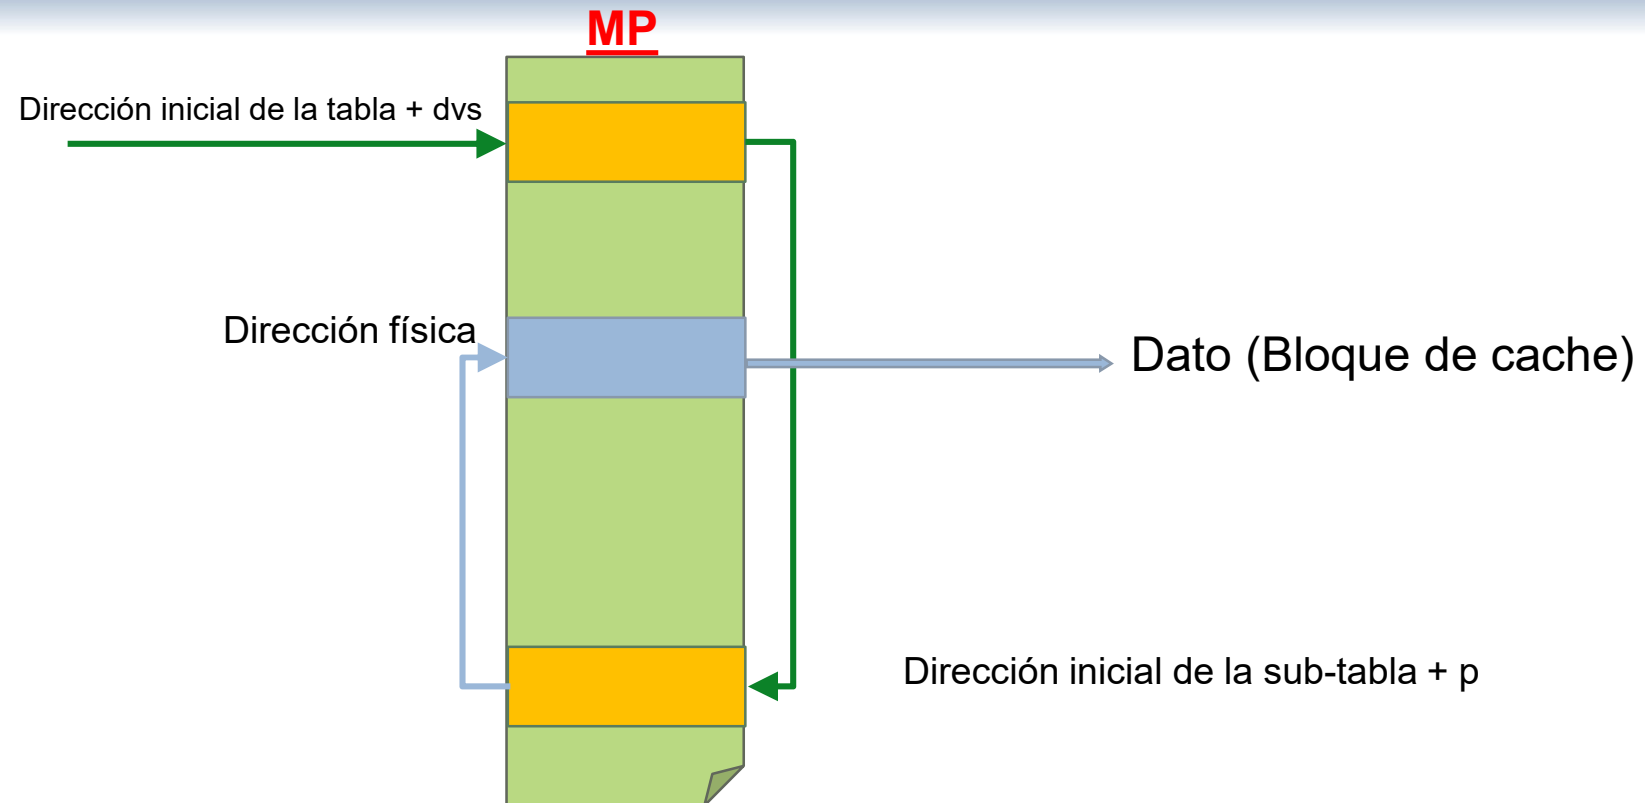 MP
Dirección inicial de la tabla + dvs
Dirección física
Dato (Bloque de cache)
Dirección inicial de la sub-tabla + p